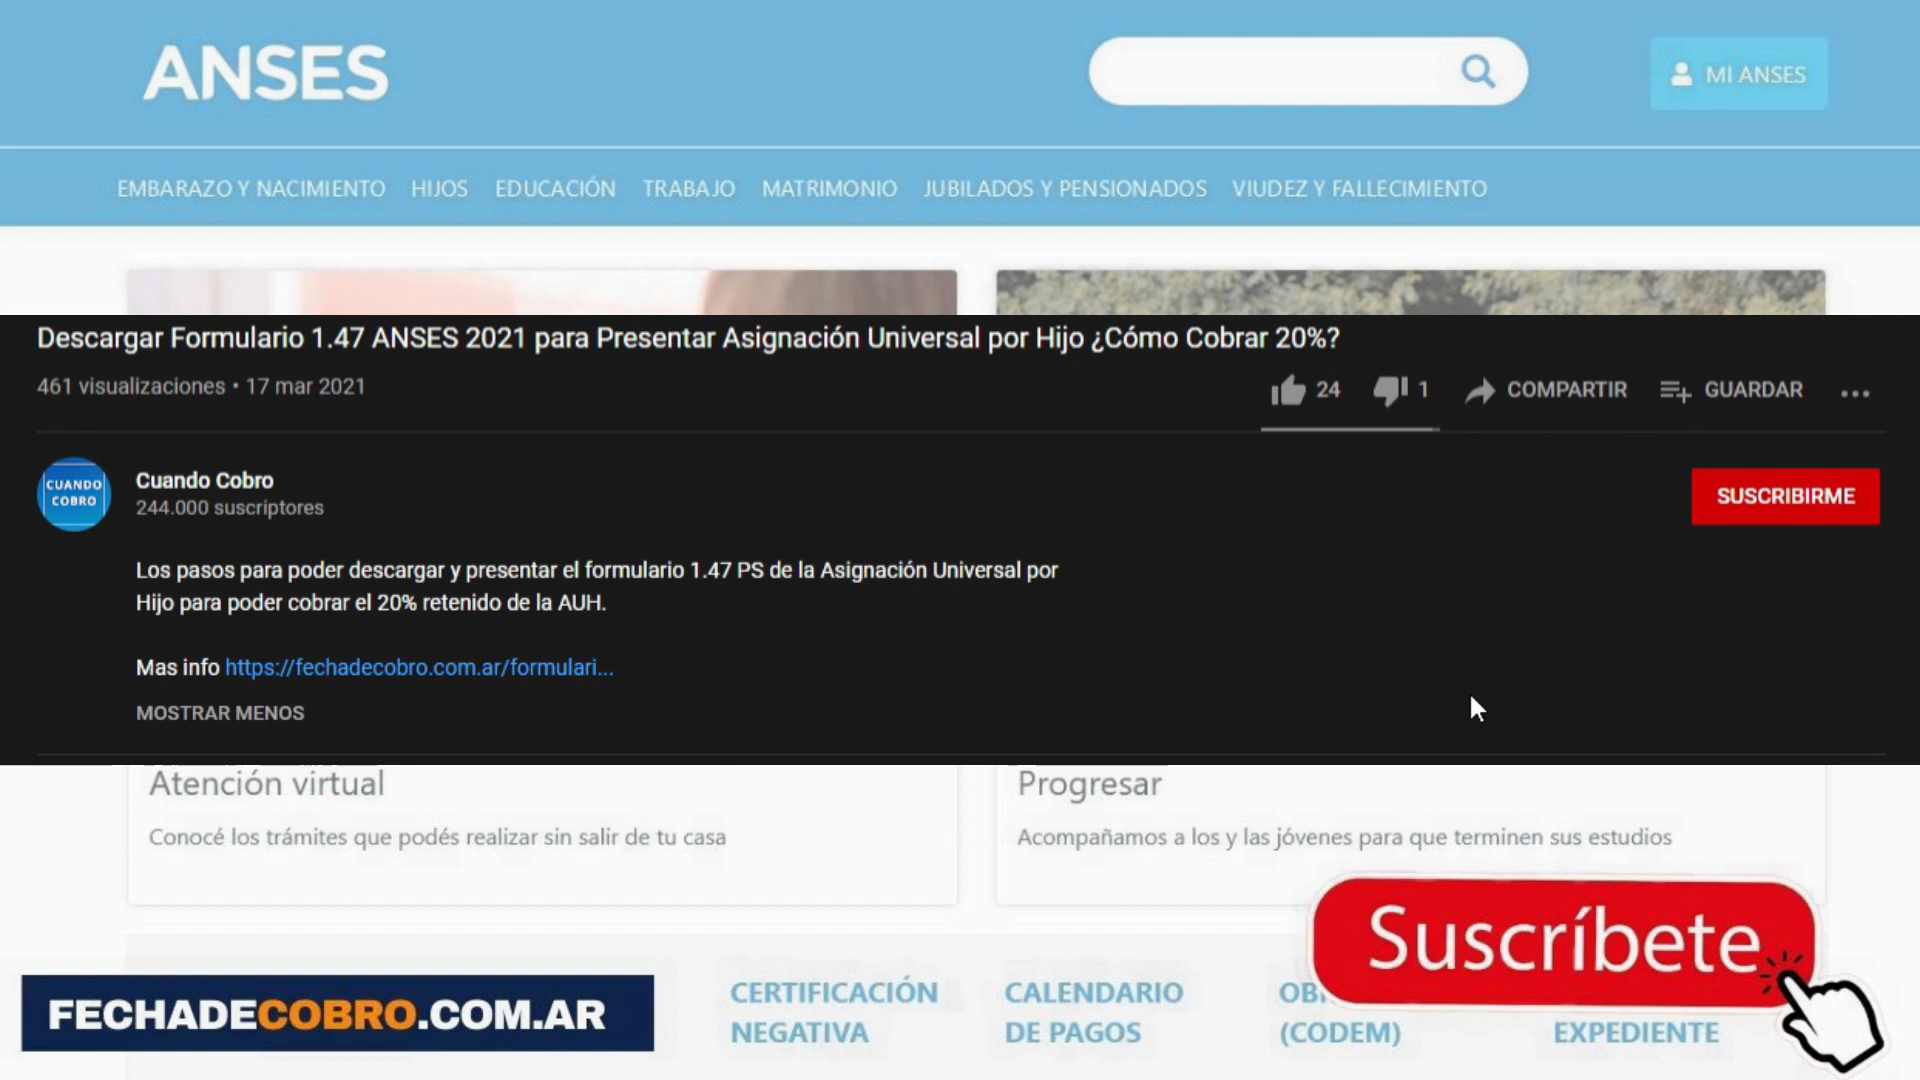 ANSES
MI ANSES
EMBARAZO Y NACIMIENTO HIJOS EDUCACIÓN TRABAJO MATRIMONIO JUBILADOS Y PENSIONADOS VIUDEZ Y FALLECIMIENTO
Descargar Formulario 1.47 ANSES 2021 para Presentar Asignación Universal por Hijo ¿Cómo Cobrar 20%?
461 visualizaciones • 17 mar 2021
24 1 COMPARTIR GUARDAR
CUANDO
COBRO
Cuando Cobro
244.000 suscriptores
SUSCRIBIRME
Los pasos para poder descargar y presentar el formulario 1.47 PS de la Asignación Universal por
Hijo para poder cobrar el 20% retenido de la AUH.
Mas info https://fechadecobro.com.ar/formulari...
MOSTRAR MENOS
Atención virtual
Conocé los trámites que podés realizar sin salir de tu casa
Progresar
Acompañamos a los y las jóvenes para que terminen sus estudios
Suscríbete
FECHADECOBRO.COM.AR
CERTIFICACIÓN
NEGATIVA
CALENDARIO
DE PAGOS
(CODEM)
EXPEDIENTE